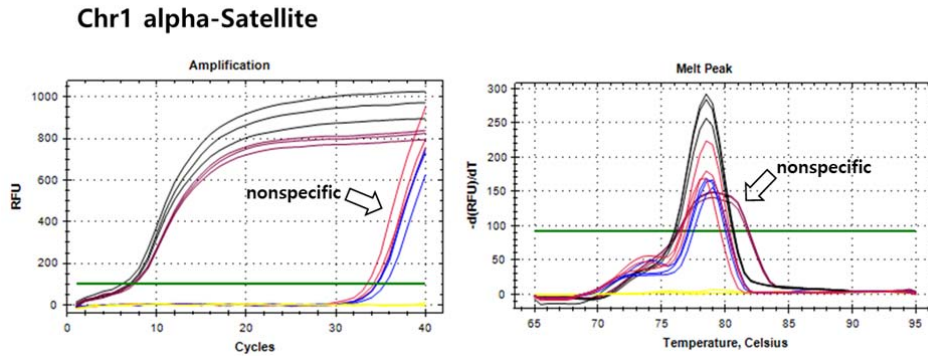 Chr1 alpha-Satellite
Amplification
1000
800
600
400
200
0
RFU
nonspecific
0 10 20 30 40
Cycles
Melt Peak
300
250
200
150
100
50
0
-d(RFU)/dT
nonspecific
65 70 75 80 85 90 95
Temperature, Celsius